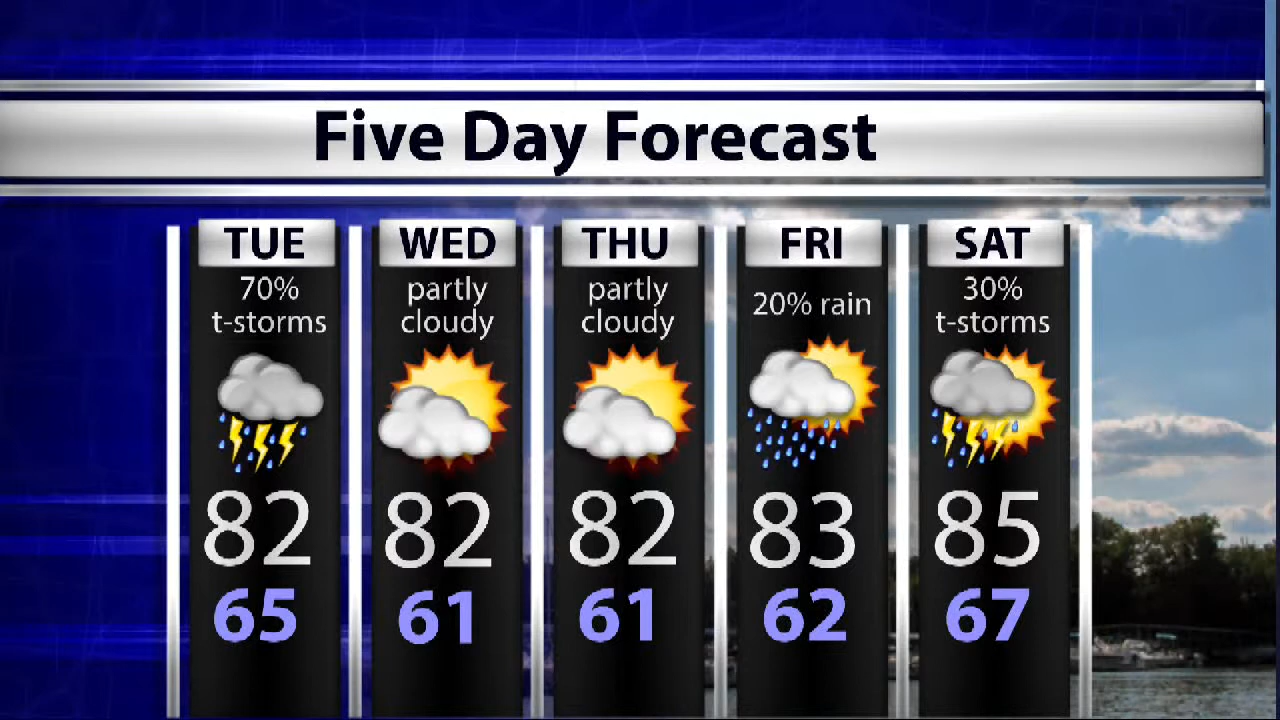 Five Day Forecast
TUE
70%
t-storms
82
65
WED
partly
cloudy
82
61
THU
partly
cloudy
82
61
FRI
20% rain
83
62
SAT
30%
t-storms
85
67